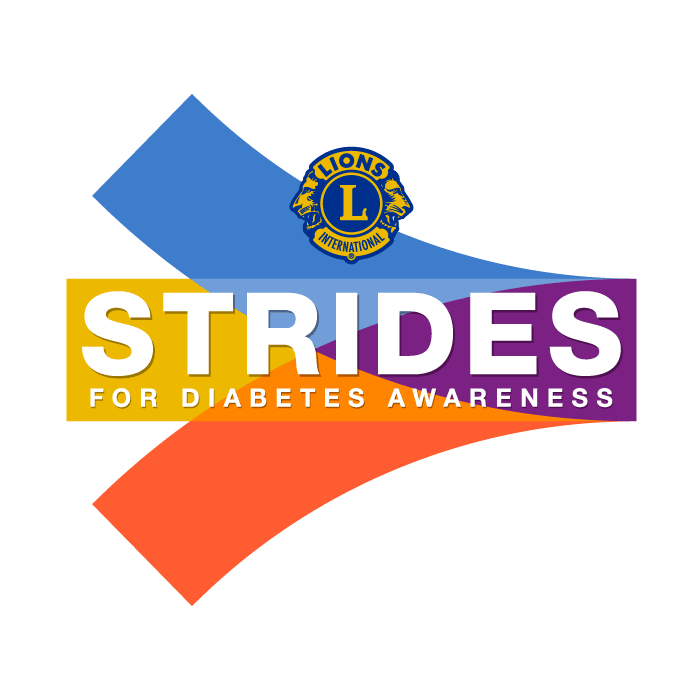 LIONS
L
INTERNATIONAL
®
STRIDES
FOR DIABETES AWARENESS